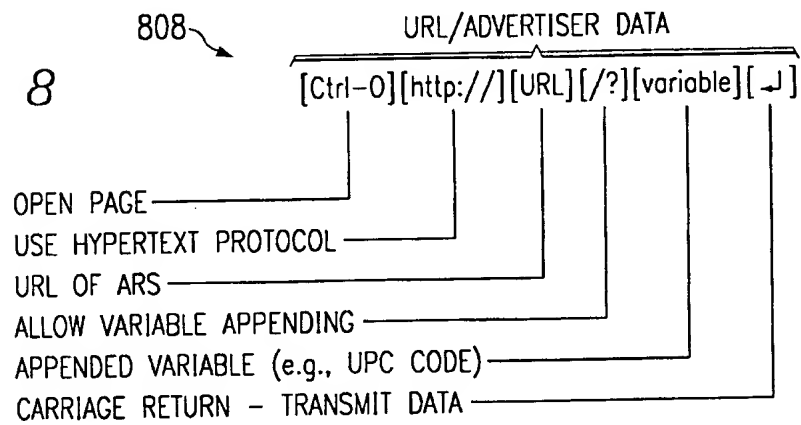 808
URL/ADVERTISER DATA
8
[Ctrl-O][http://][URL][/?][variable][↵]
OPEN PAGE
USE HYPERTEXT PROTOCOL
URL OF ARS
ALLOW VARIABLE APPENDING
APPENDED VARIABLE (e.g., UPC CODE)
CARRIAGE RETURN - TRANSMIT DATA